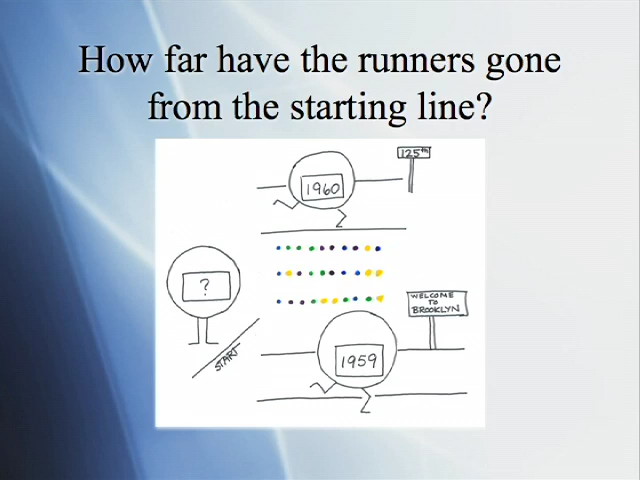 How far have the runners gone
from the starting line?
125th
1960
?
WELCOME
TO
BROOKLYN
START
1959